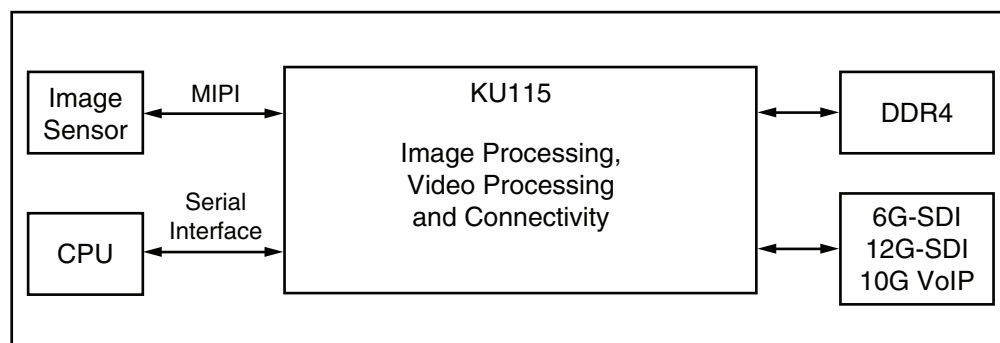 Image
Sensor
MIPI
CPU
Serial
Interface
KU115
Image Processing,
Video Processing
and Connectivity
DDR4
6G-SDI
12G-SDI
10G VoIP